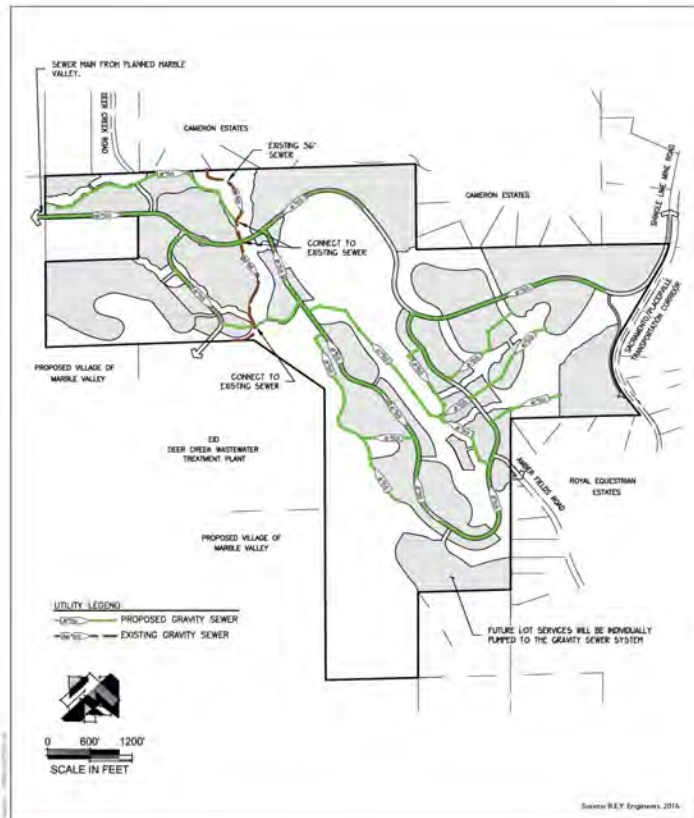 SEWER MAIN FROM PLANNED MARBLE
VALLEY.
DEER CREEK ROAD
CAMERON ESTATES
EXISTING 36"
SEWER
CAMERON ESTATES
SHINGLE LIME MINE ROAD
CONNECT TO
EXISTING SEWER
SACRAMENTO/PLACERVILLE
TRANSPORTATION CORRIDOR
PROPOSED VILLAGE OF
MARBLE VALLEY
CONNECT TO
EXISTING SEWER
EID
DEER CREEK WASTEWATER
TREATMENT PLANT
AMBER FIELDS ROAD
ROYAL EQUESTRIAN
ESTATES
PROPOSED VILLAGE OF
MARBLE VALLEY
UTILITY LEGEND
PROPOSED GRAVITY SEWER
EXISTING GRAVITY SEWER
FUTURE LOT SERVICES WILL BE INDIVIDUALLY
PUMPED TO THE GRAVITY SEWER SYSTEM
0 600' 1200'
SCALE IN FEET
Source R.E.Y. Engineers, 2016